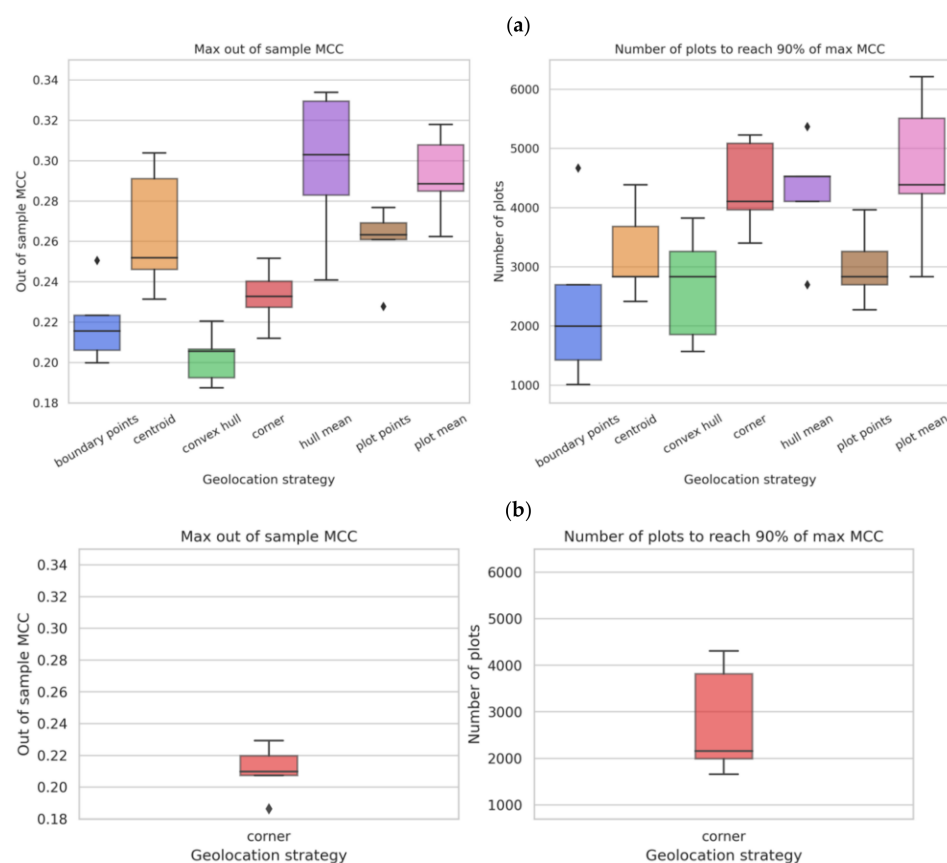 (a)
Max out of sample MCC
Number of plots to reach 90% of max MCC
Out of sample MCC
0.34
0.32
0.30
0.28
0.26
0.24
0.22
0.20
0.18
boundary points
centroid
convex hull
corner
hull mean
plot points
plot mean
Geolocation strategy
Number of plots
6000
5000
4000
3000
2000
1000
boundary points
centroid
convex hull
corner
hull mean
plot points
plot mean
Geolocation strategy
(b)
Max out of sample MCC
Number of plots to reach 90% of max MCC
Out of sample MCC
0.34
0.32
0.30
0.28
0.26
0.24
0.22
0.20
0.18
corner
Geolocation strategy
Number of plots
6000
5000
4000
3000
2000
1000
corner
Geolocation strategy